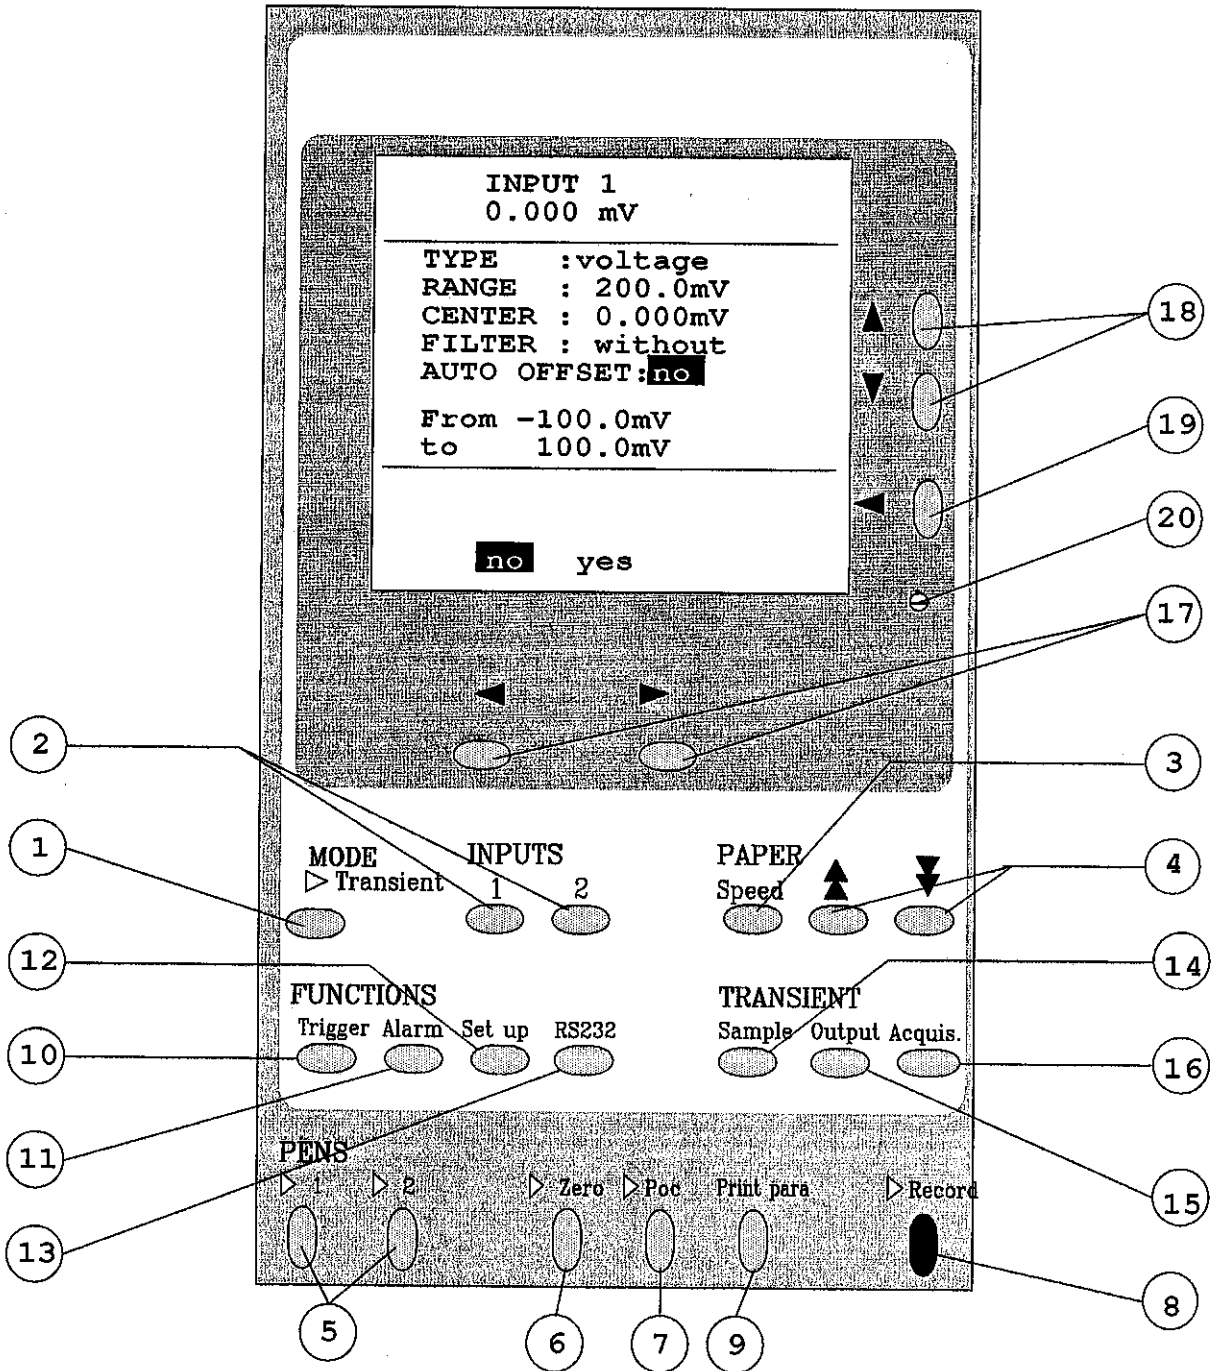 INPUT 1
0.000 mV
TYPE :voltage
RANGE : 200.0mV
CENTER : 0.000mV
FILTER : without
AUTO OFFSET:no
From -100.0mV
to 100.0mV
no yes
18
19
20
17
2
3
1
4
MODE INPUTS PAPER
Transient 1 2 Speed
12
14
FUNCTIONS TRANSIENT
Trigger Alarm Set up RS232 Sample Output Acquis.
10
16
11
PENS
1 2 Zero Poc Print para Record
15
13
8
5
6
7
9